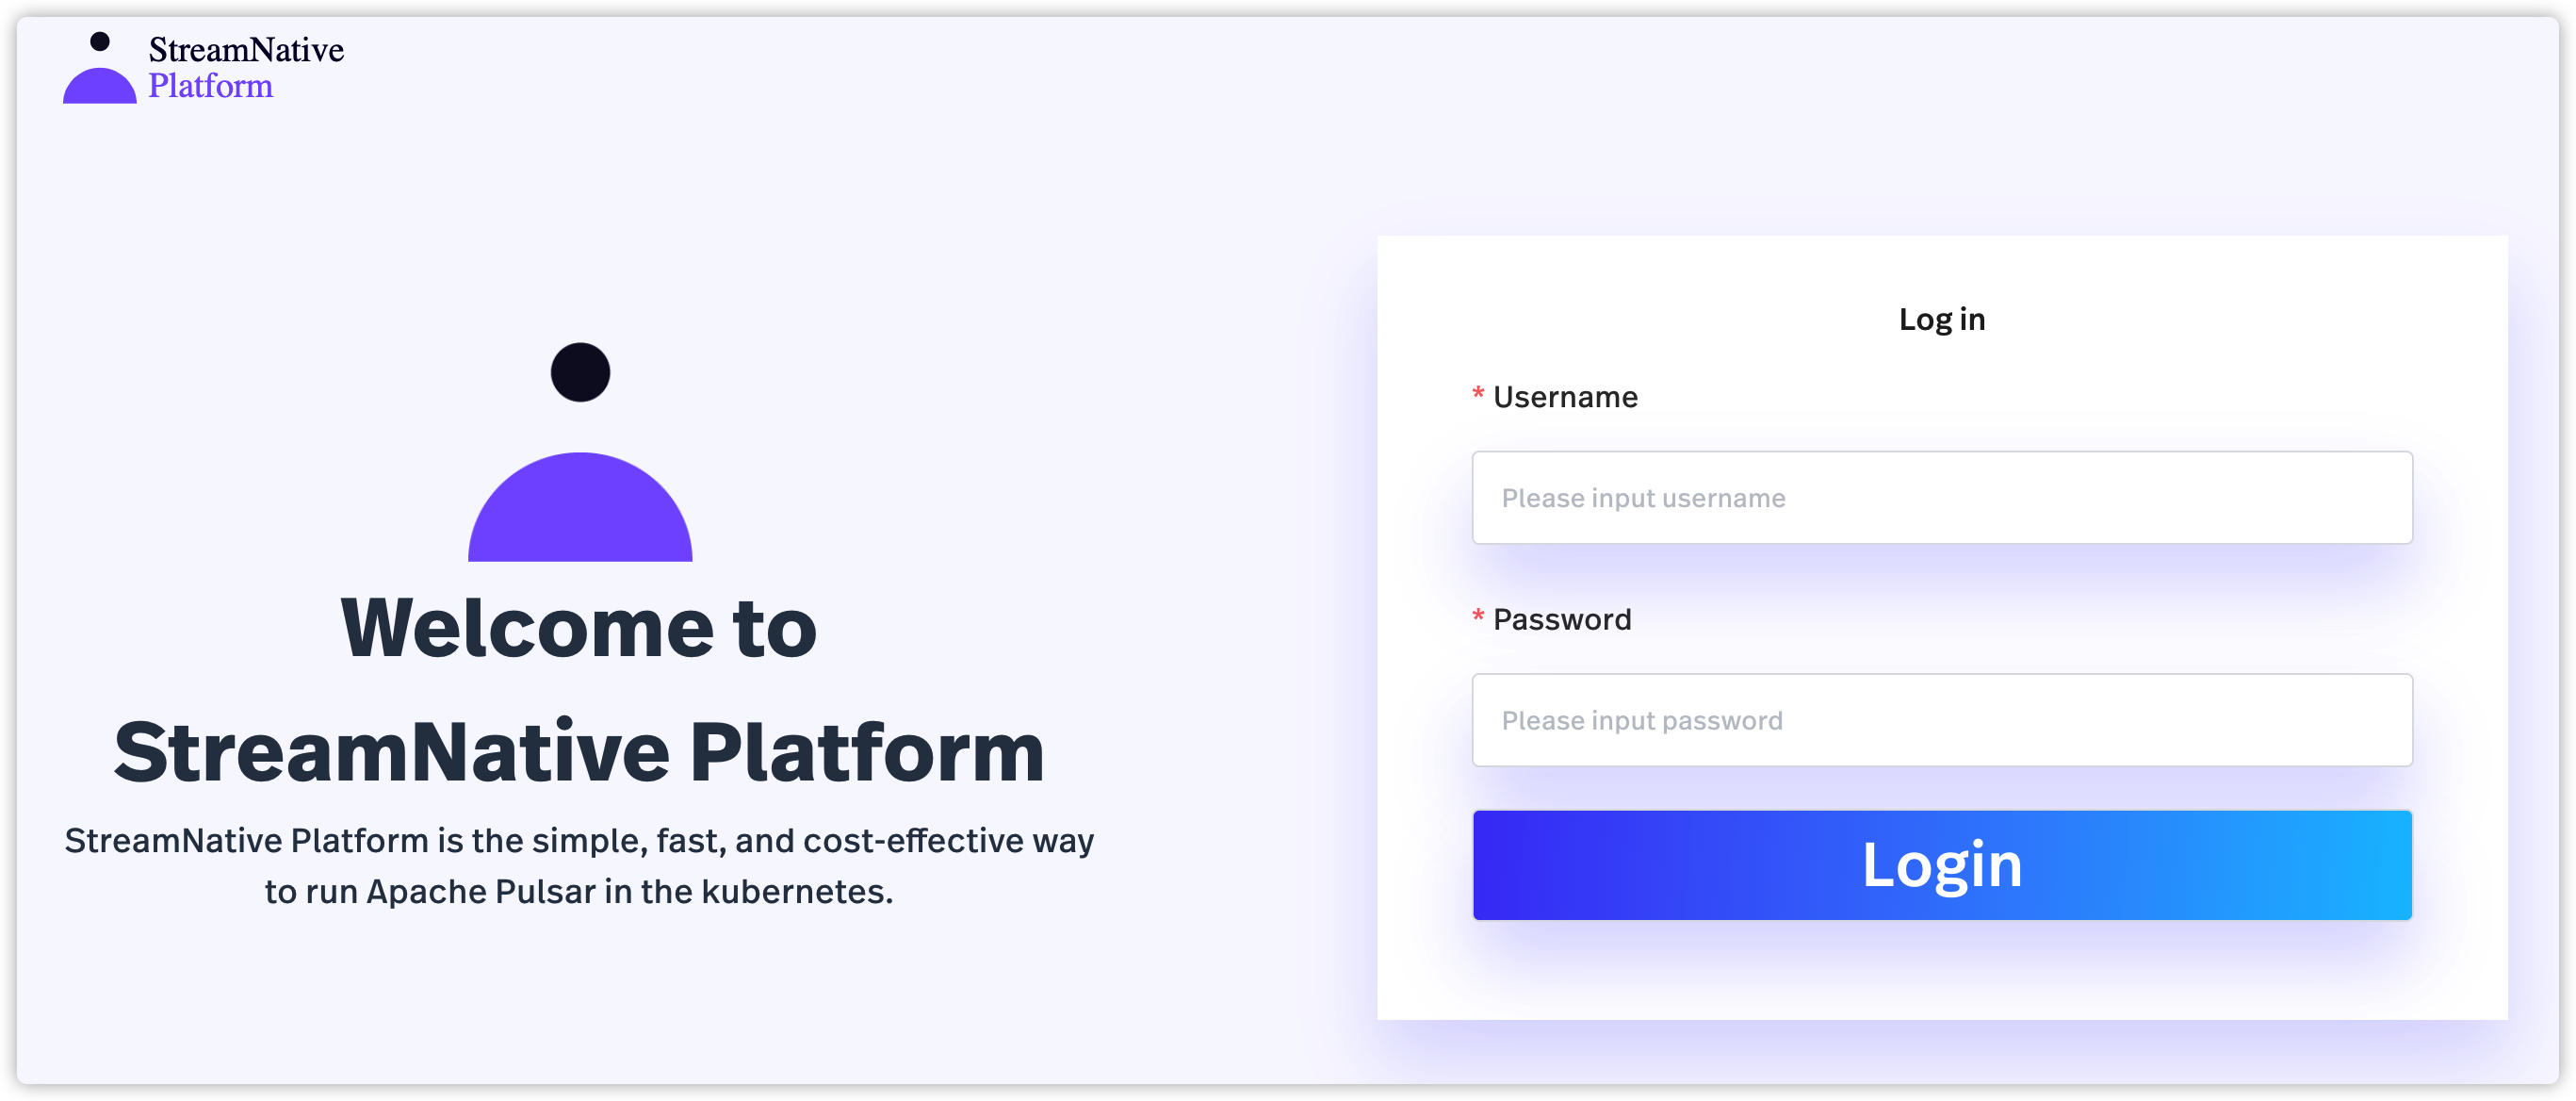 StreamNative
Platform
Welcome to
StreamNative Platform
StreamNative Platform is the simple, fast, and cost-effective way
to run Apache Pulsar in the kubernetes.
Log in
* Username
Please input username
* Password
Please input password
Login